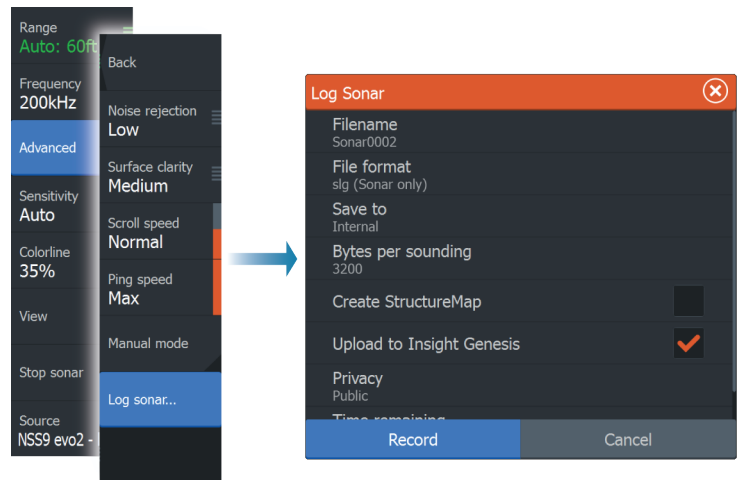 Range
Auto: 60ft
Frequency
200kHz
Advanced
Sensitivity
Auto
Colorline
35%
View
Stop sonar
Source
NSS9 evo2 -
Back
Noise rejection
Low
Surface clarity
Medium
Scroll speed
Normal
Ping speed
Max
Manual mode
Log sonar...
Log Sonar
Filename
Sonar0002
File format
slg (Sonar only)
Save to
Internal
Bytes per sounding
3200
Create StructureMap
Upload to Insight Genesis
Privacy
Public
Time remaining
Record
Cancel